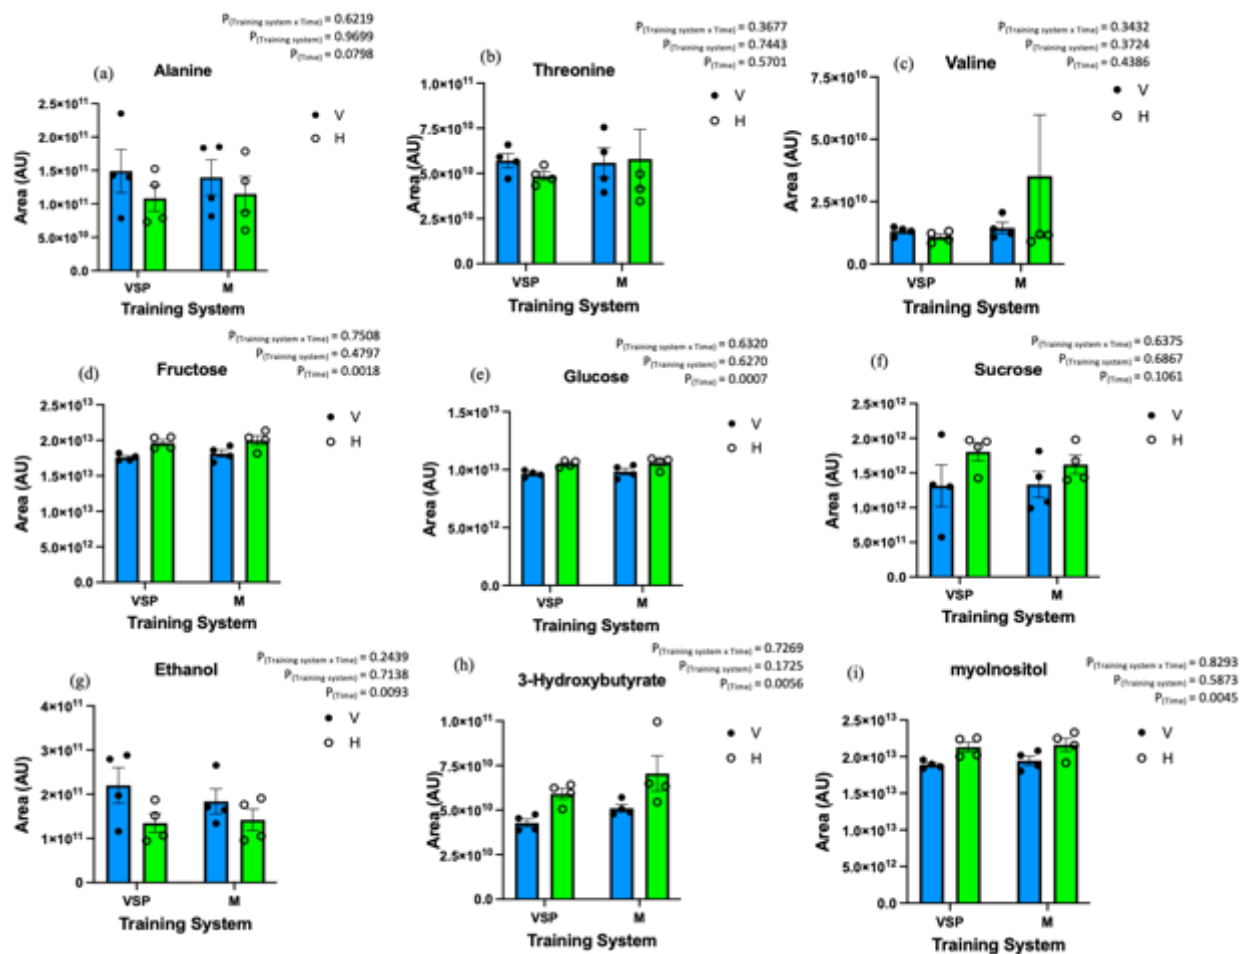 P(Training system x Time) = 0.6219
P(Training system) = 0.9699
P(Time) = 0.0798
(a)
Alanine
2.5×10¹¹
2.0×10¹¹
1.5×10¹¹
1.0×10¹¹
5.0×10¹⁰
0.0
Area (AU)
V
H
VSP
M
Training System
P(Training system x Time) = 0.3677
P(Training system) = 0.7443
P(Time) = 0.5701
(b)
Threonine
1.0×10¹¹
7.5×10¹⁰
5.0×10¹⁰
2.5×10¹⁰
0.0
Area (AU)
V
H
VSP
M
Training System
P(Training system x Time) = 0.3432
P(Training system) = 0.3724
P(Time) = 0.4386
(c)
Valine
7.5×10¹⁰
5.0×10¹⁰
2.5×10¹⁰
0.0
Area (AU)
V
H
VSP
M
Training System
P(Training system x Time) = 0.7508
P(Training system) = 0.4797
P(Time) = 0.0018
(d)
Fructose
2.5×10¹³
2.0×10¹³
1.5×10¹³
1.0×10¹³
5.0×10¹²
0.0
Area (AU)
V
H
VSP
M
Training System
P(Training system x Time) = 0.6320
P(Training system) = 0.6270
P(Time) = 0.0007
(e)
Glucose
1.5×10¹³
1.0×10¹³
5.0×10¹²
0.0
Area (AU)
V
H
VSP
M
Training System
P(Training system x Time) = 0.6375
P(Training system) = 0.6867
P(Time) = 0.1061
(f)
Sucrose
2.5×10¹²
2.0×10¹²
1.5×10¹²
1.0×10¹²
5.0×10¹¹
0.0
Area (AU)
V
H
VSP
M
Training System
P(Training system x Time) = 0.2439
P(Training system) = 0.7138
P(Time) = 0.0093
(g)
Ethanol
4×10¹¹
3×10¹¹
2×10¹¹
1×10¹¹
0
Area (AU)
V
H
VSP
M
Training System
P(Training system x Time) = 0.7269
P(Training system) = 0.1725
P(Time) = 0.0056
(h)
3-Hydroxybutyrate
1.0×10¹¹
7.5×10¹⁰
5.0×10¹⁰
2.5×10¹⁰
0.0
Area (AU)
V
H
VSP
M
Training System
P(Training system x Time) = 0.8293
P(Training system) = 0.5873
P(Time) = 0.0045
(i)
myoInositol
2.5×10¹³
2.0×10¹³
1.5×10¹³
1.0×10¹³
5.0×10¹²
0.0
Area (AU)
V
H
VSP
M
Training System